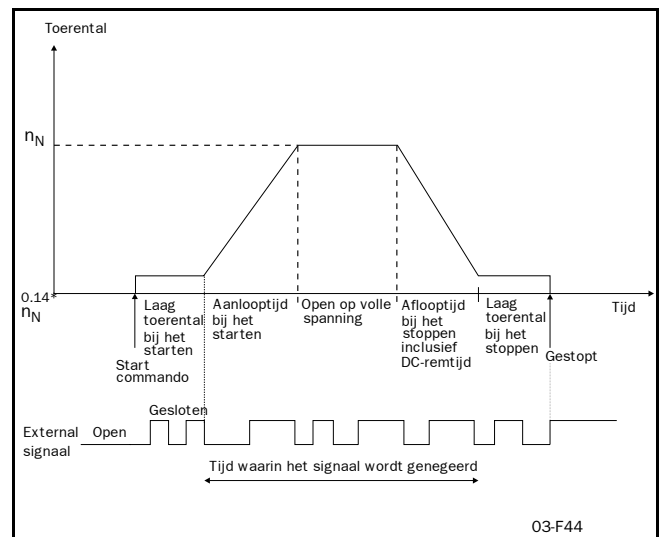 Toerental
nN
0.14*
nN
Laag
toerental
bij het
starten
Aanlooptijd
bij het
starten
Open op volle
spanning
Aflooptijd
bij het
stoppen
inclusief
DC-remtijd
Laag
toerental
bij het
stoppen
Tijd
Start
commando
Gestopt
Gesloten
External
signaal
Open
Tijd waarin het signaal wordt genegeerd
03-F44